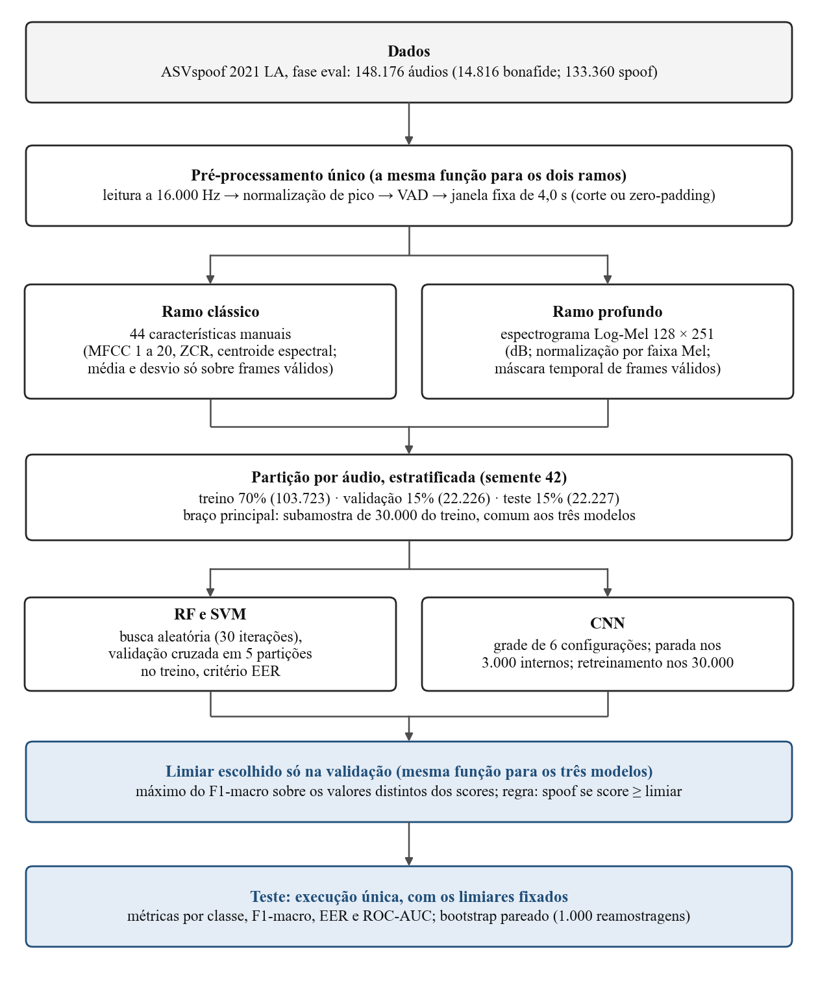 Dados
ASVspoof 2021 LA, fase eval: 148.176 áudios (14.816 bonafide; 133.360 spoof)
Pré-processamento único (a mesma função para os dois ramos)
leitura a 16.000 Hz → normalização de pico → VAD → janela fixa de 4,0 s (corte ou zero-padding)
Ramo clássico
44 características manuais
(MFCC 1 a 20, ZCR, centroide espectral;
média e desvio só sobre frames válidos)
Ramo profundo
espectrograma Log-Mel 128 × 251
(dB; normalização por faixa Mel;
máscara temporal de frames válidos)
Partição por áudio, estratificada (semente 42)
treino 70% (103.723) · validação 15% (22.226) · teste 15% (22.227)
braço principal: subamostra de 30.000 do treino, comum aos três modelos
RF e SVM
busca aleatória (30 iterações),
validação cruzada em 5 partições
no treino, critério EER
CNN
grade de 6 configurações; parada nos
3.000 internos; retreinamento nos 30.000
Limiar escolhido só na validação (mesma função para os três modelos)
máximo do F1-macro sobre os valores distintos dos scores; regra: spoof se score ≥ limiar
Teste: execução única, com os limiares fixados
métricas por classe, F1-macro, EER e ROC-AUC; bootstrap pareado (1.000 reamostragens)